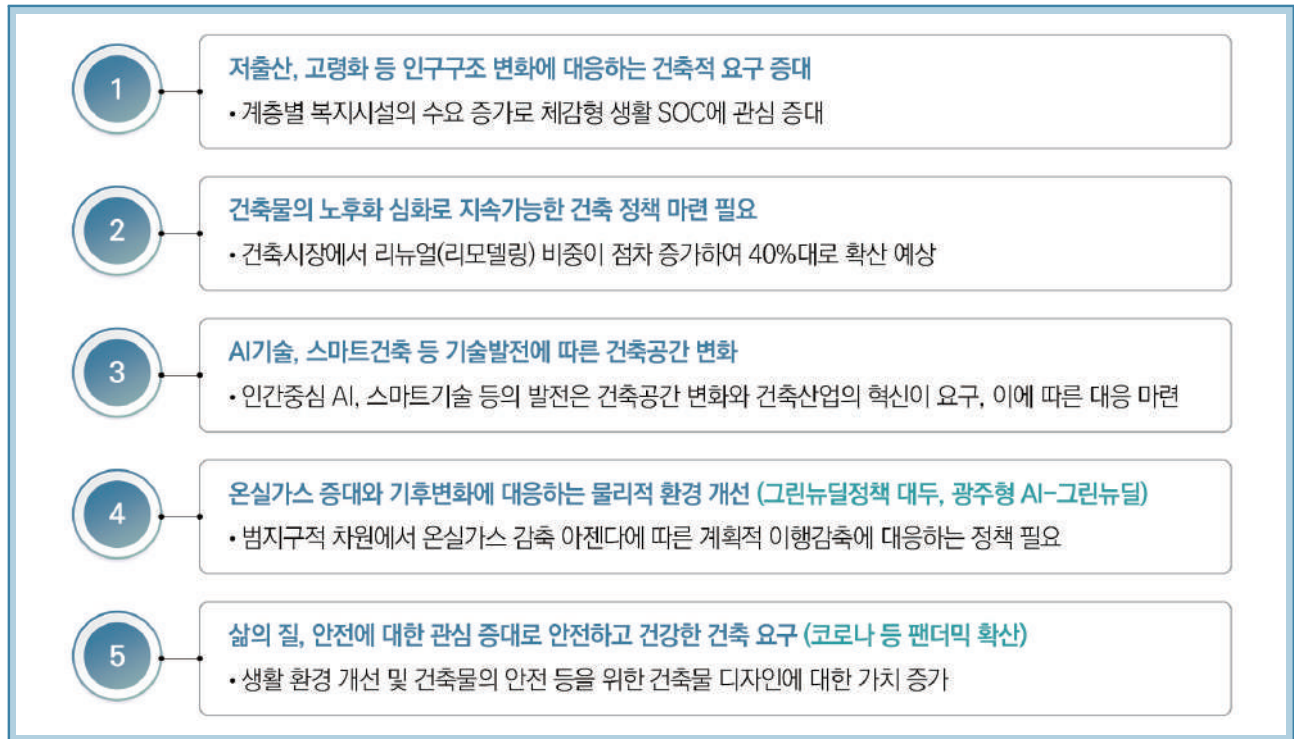 1
저출산, 고령화 등 인구구조 변화에 대응하는 건축적 요구 증대
• 계층별 복지시설의 수요 증가로 체감형 생활 SOC에 관심 증대
2
건축물의 노후화 심화로 지속가능한 건축 정책 마련 필요
• 건축시장에서 리뉴얼(리모델링) 비중이 점차 증가하여 40%대로 확산 예상
3
AI기술, 스마트건축 등 기술발전에 따른 건축공간 변화
• 인간중심 AI, 스마트기술 등의 발전은 건축공간 변화와 건축산업의 혁신이 요구, 이에 따른 대응 마련
4
온실가스 증대와 기후변화에 대응하는 물리적 환경 개선 (그린뉴딜정책 대두, 광주형 AI-그린뉴딜)
• 범지구적 차원에서 온실가스 감축 아젠다에 따른 계획적 이행감축에 대응하는 정책 필요
5
삶의 질, 안전에 대한 관심 증대로 안전하고 건강한 건축 요구 (코로나 등 팬더믹 확산)
• 생활 환경 개선 및 건축물의 안전 등을 위한 건축물 디자인에 대한 가치 증가